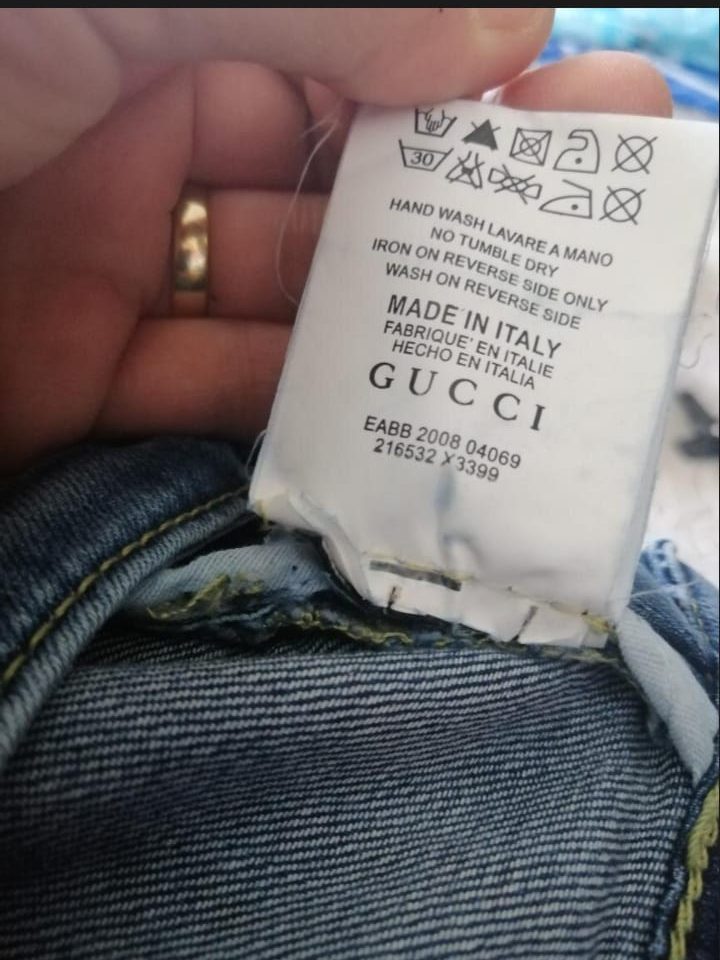 30
HAND WASH LAVARE A MANO
NO TUMBLE DRY
IRON ON REVERSE SIDE ONLY
WASH ON REVERSE SIDE
MADE IN ITALY
FABRIQUE' EN ITALIE
HECHO EN ITALIA
GUCCI
EABB 2008 04069
216532 X3399